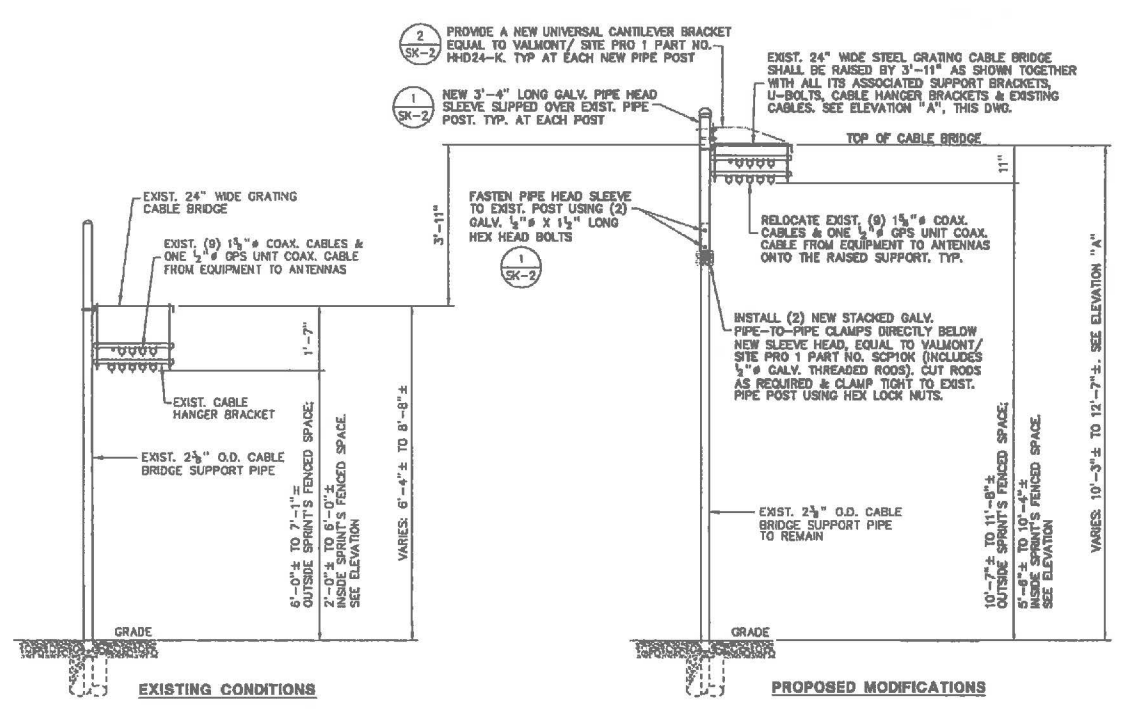 2
SK-2
PROVIDE A NEW UNIVERSAL CANTILEVER BRACKET
EQUAL TO VALMONT/ SITE PRO 1 PART NO.
HHD24-K. TYP AT EACH NEW PIPE POST
1
SK-2
NEW 3'-4" LONG GALV. PIPE HEAD
SLEEVE SLIPPED OVER EXIST. PIPE
POST. TYP. AT EACH POST
EXIST. 24" WIDE STEEL GRATING CABLE BRIDGE
SHALL BE RAISED BY 3'-11" AS SHOWN TOGETHER
WITH ALL ITS ASSOCIATED SUPPORT BRACKETS,
U-BOLTS, CABLE HANGER BRACKETS & EXISTING
CABLES. SEE ELEVATION "A", THIS DWG.
TOP OF CABLE BRIDGE
11"
3'-11"
EXIST. 24" WIDE GRATING
CABLE BRIDGE
EXIST. (9) 1⅝"ø COAX. CABLES &
ONE ½"ø GPS UNIT COAX. CABLE
FROM EQUIPMENT TO ANTENNAS
FASTEN PIPE HEAD SLEEVE
TO EXIST. POST USING (2)
GALV. ½"ø X 1½" LONG
HEX HEAD BOLTS
1
SK-2
RELOCATE EXIST. (9) 1⅝"ø COAX.
CABLES & ONE ½"ø GPS UNIT COAX.
CABLE FROM EQUIPMENT TO ANTENNAS
ONTO THE RAISED SUPPORT. TYP.
INSTALL (2) NEW STACKED GALV.
PIPE-TO-PIPE CLAMPS DIRECTLY BELOW
NEW SLEEVE HEAD, EQUAL TO VALMONT/
SITE PRO 1 PART NO. SCP10K (INCLUDES
½"ø GALV. THREADED RODS). CUT RODS
AS REQUIRED & CLAMP TIGHT TO EXIST.
PIPE POST USING HEX LOCK NUTS.
1'-7"
EXIST. CABLE
HANGER BRACKET
EXIST. 2⅜" O.D. CABLE
BRIDGE SUPPORT PIPE
6'-0"± TO 7'-1"±
OUTSIDE SPRINT'S FENCED SPACE;
2'-0"± TO 6'-0"±
INSIDE SPRINT'S FENCED SPACE.
SEE ELEVATION
VARIES: 6'-4"± TO 8'-8"±
EXIST. 2⅜" O.D. CABLE
BRIDGE SUPPORT PIPE
TO REMAIN
10'-7"± TO 11'-8"±
OUTSIDE SPRINT'S FENCED SPACE;
5'-6"± TO 10'-4"±
INSIDE SPRINT'S FENCED SPACE.
SEE ELEVATION
VARIES: 10'-3"± TO 12'-7"±. SEE ELEVATION "A"
GRADE
GRADE
EXISTING CONDITIONS
PROPOSED MODIFICATIONS